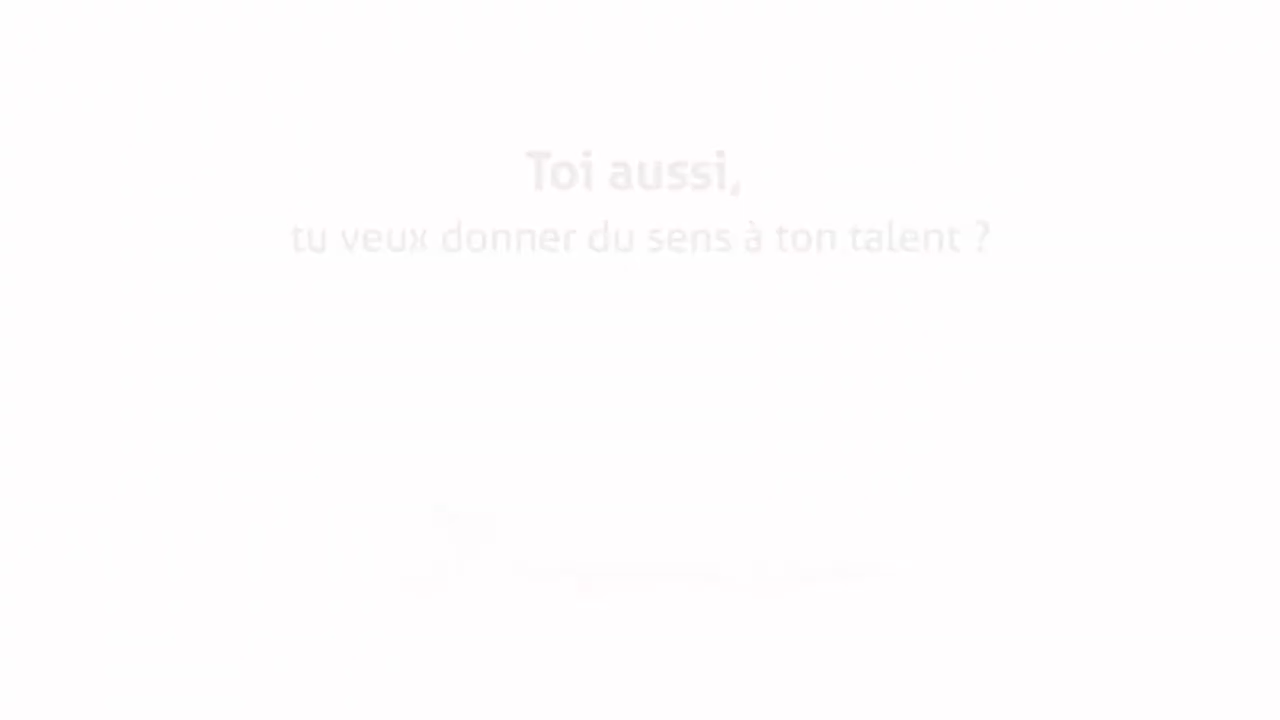 Toi aussi,
tu veux donner du sens à ton talent ?